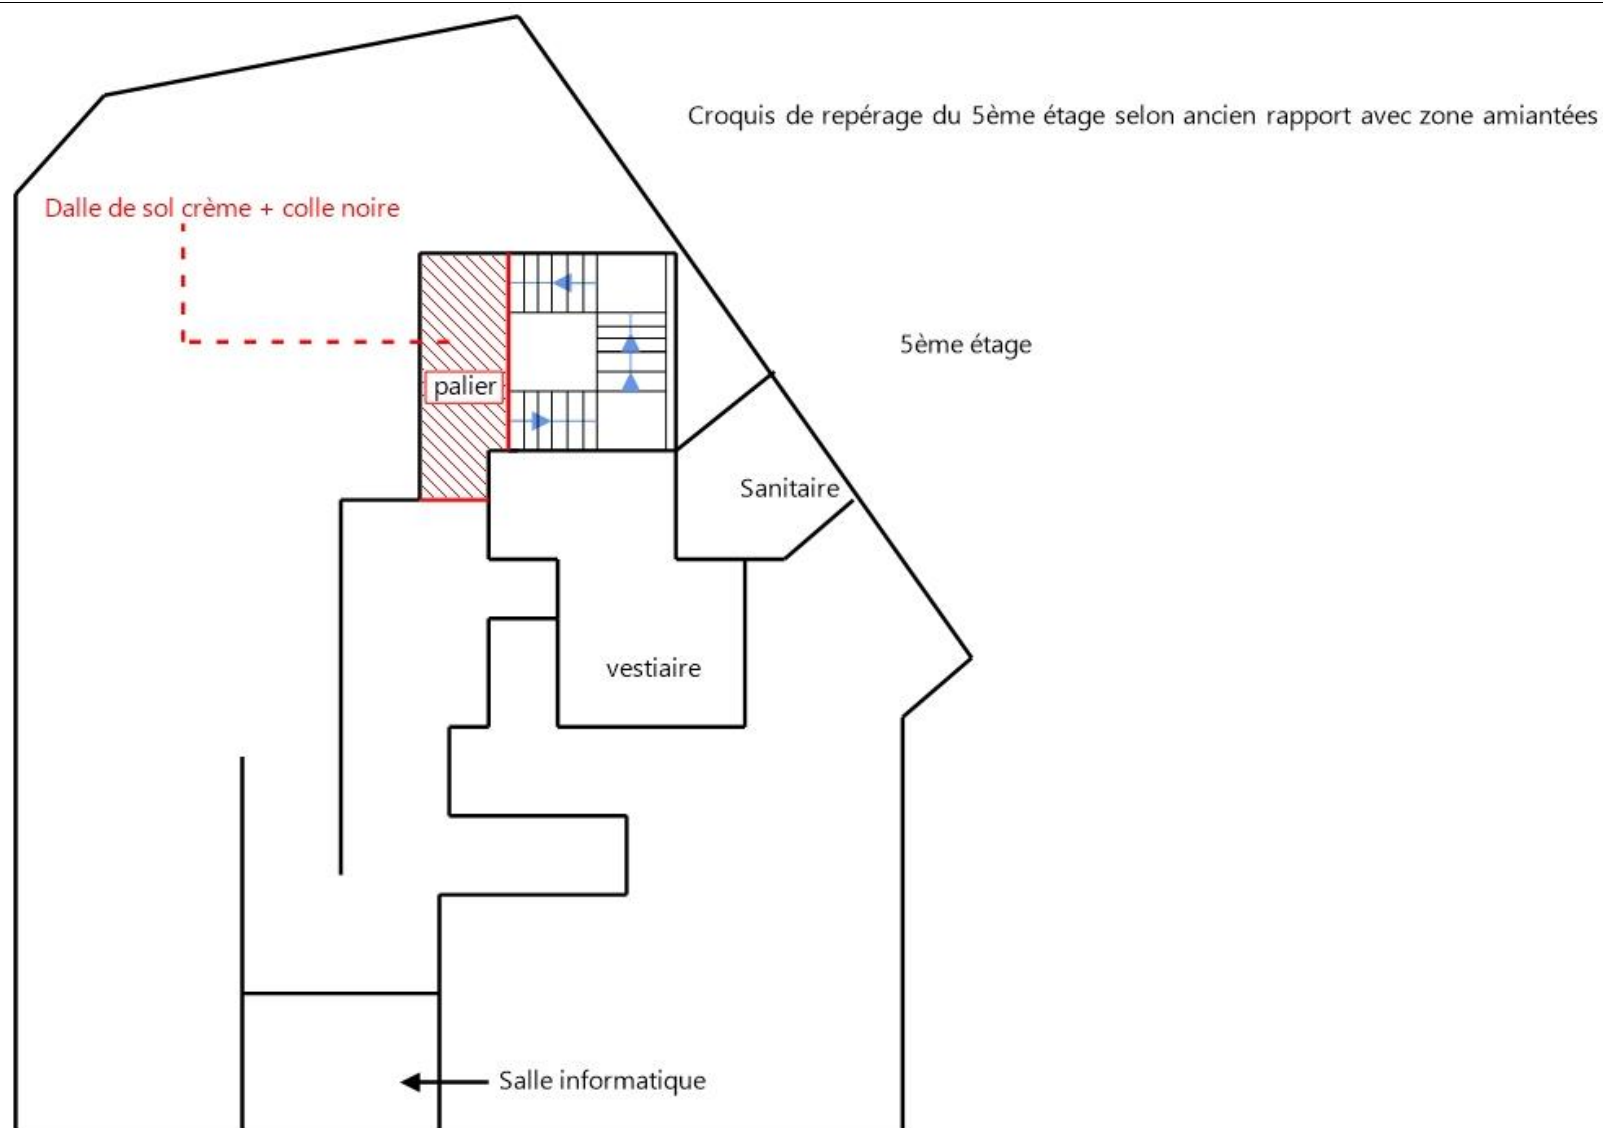 Croquis de repérage du 5ème étage selon ancien rapport avec zone amiantées
Dalle de sol crème + colle noire
5ème étage
palier
Sanitaire
vestiaire
Salle informatique